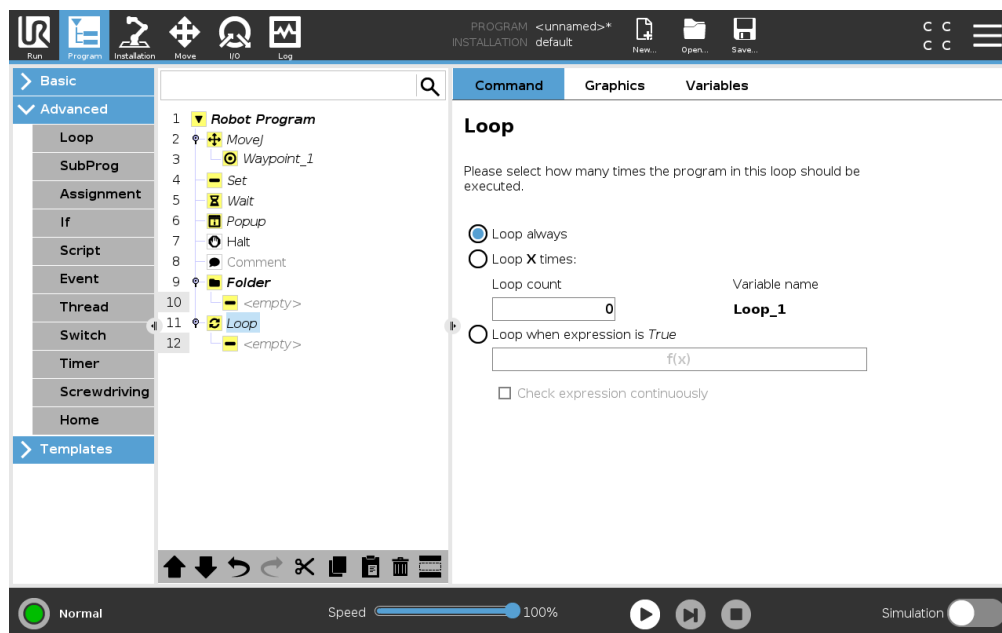 UR
PROGRAM <unnamed>*
INSTALLATION default
Run Program Installation Move I/O Log
New... Open... Save...
C C
C C
Basic
Advanced
Loop
SubProg
Assignment
If
Script
Event
Thread
Switch
Timer
Screwdriving
Home
Templates
1 Robot Program
2 MoveJ
3 Waypoint_1
4 Set
5 Wait
6 Popup
7 Halt
8 Comment
9 Folder
10 <empty>
11 Loop
12 <empty>
Command Graphics Variables
Loop
Please select how many times the program in this loop should be
executed.
Loop always
Loop X times:
Loop count Variable name
0 Loop_1
Loop when expression is True
f(x)
Check expression continuously
Normal
Speed 100%
Simulation